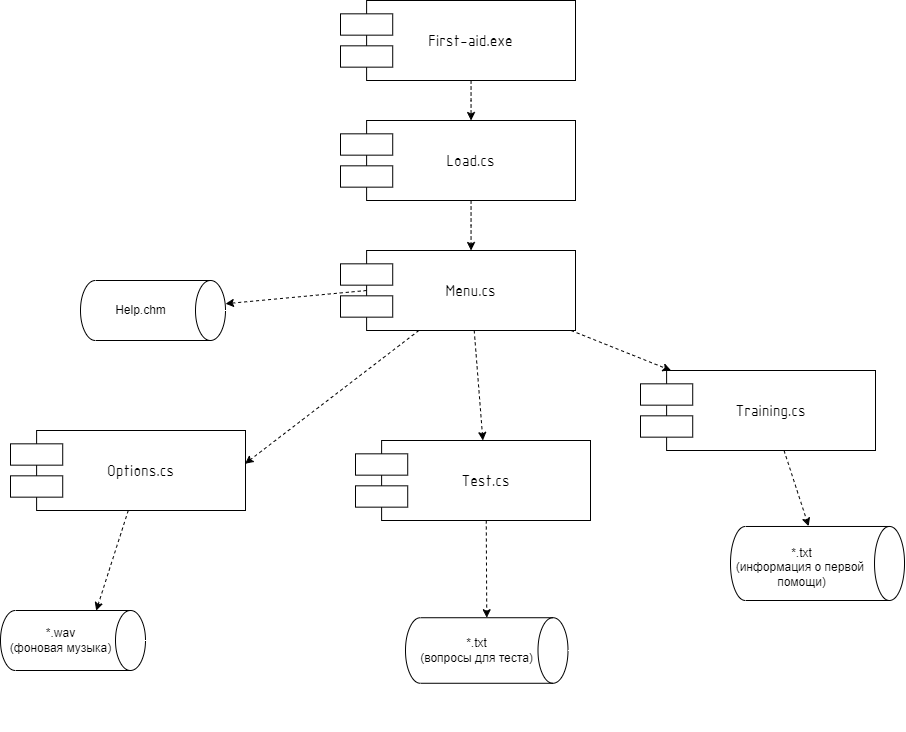 First-aid.exe
Load.cs
Menu.cs
Help.chm
Training.cs
Options.cs
Test.cs
*.txt
(информация о первой
помощи)
*.wav
(фоновая музыка)
*.txt
(вопросы для теста)